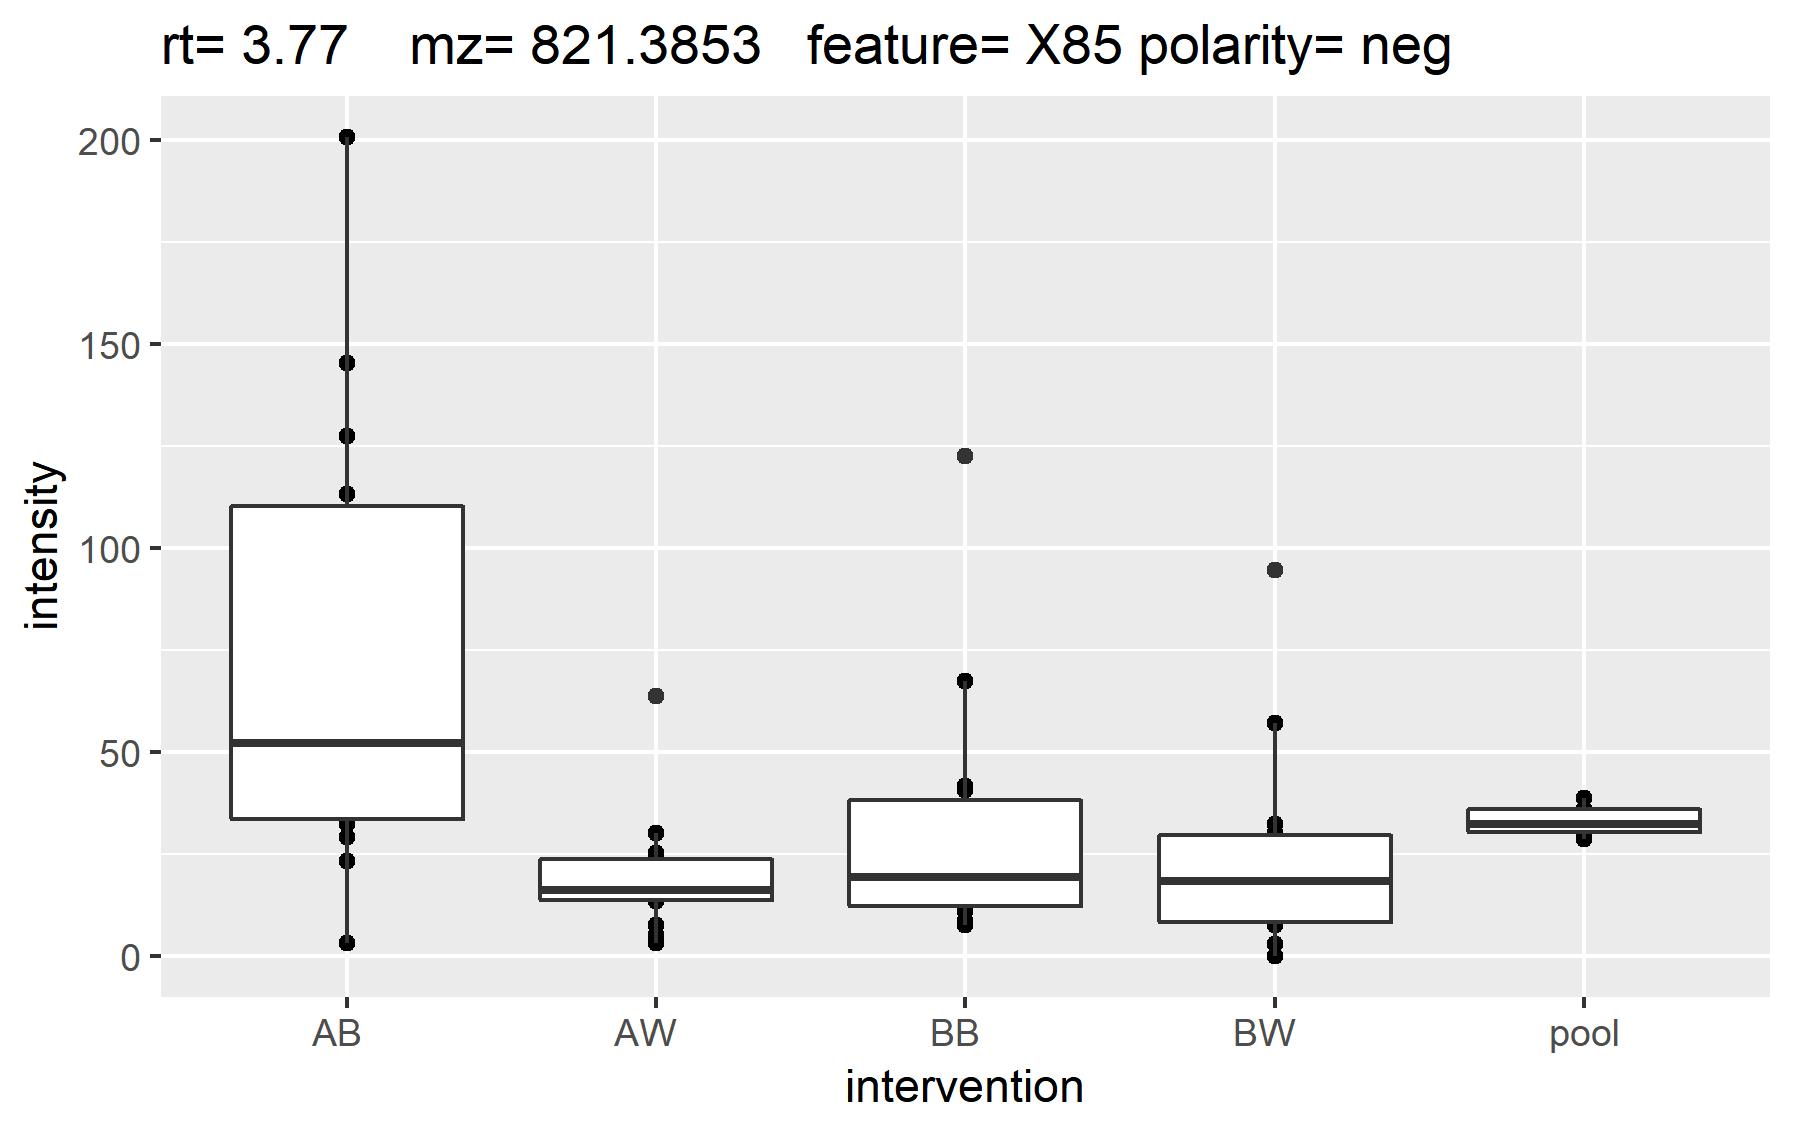 rt= 3.77 mz= 821.3853 feature= X85 polarity= neg
200
150
100
50
0
intensity
AB AW BB BW pool
intervention